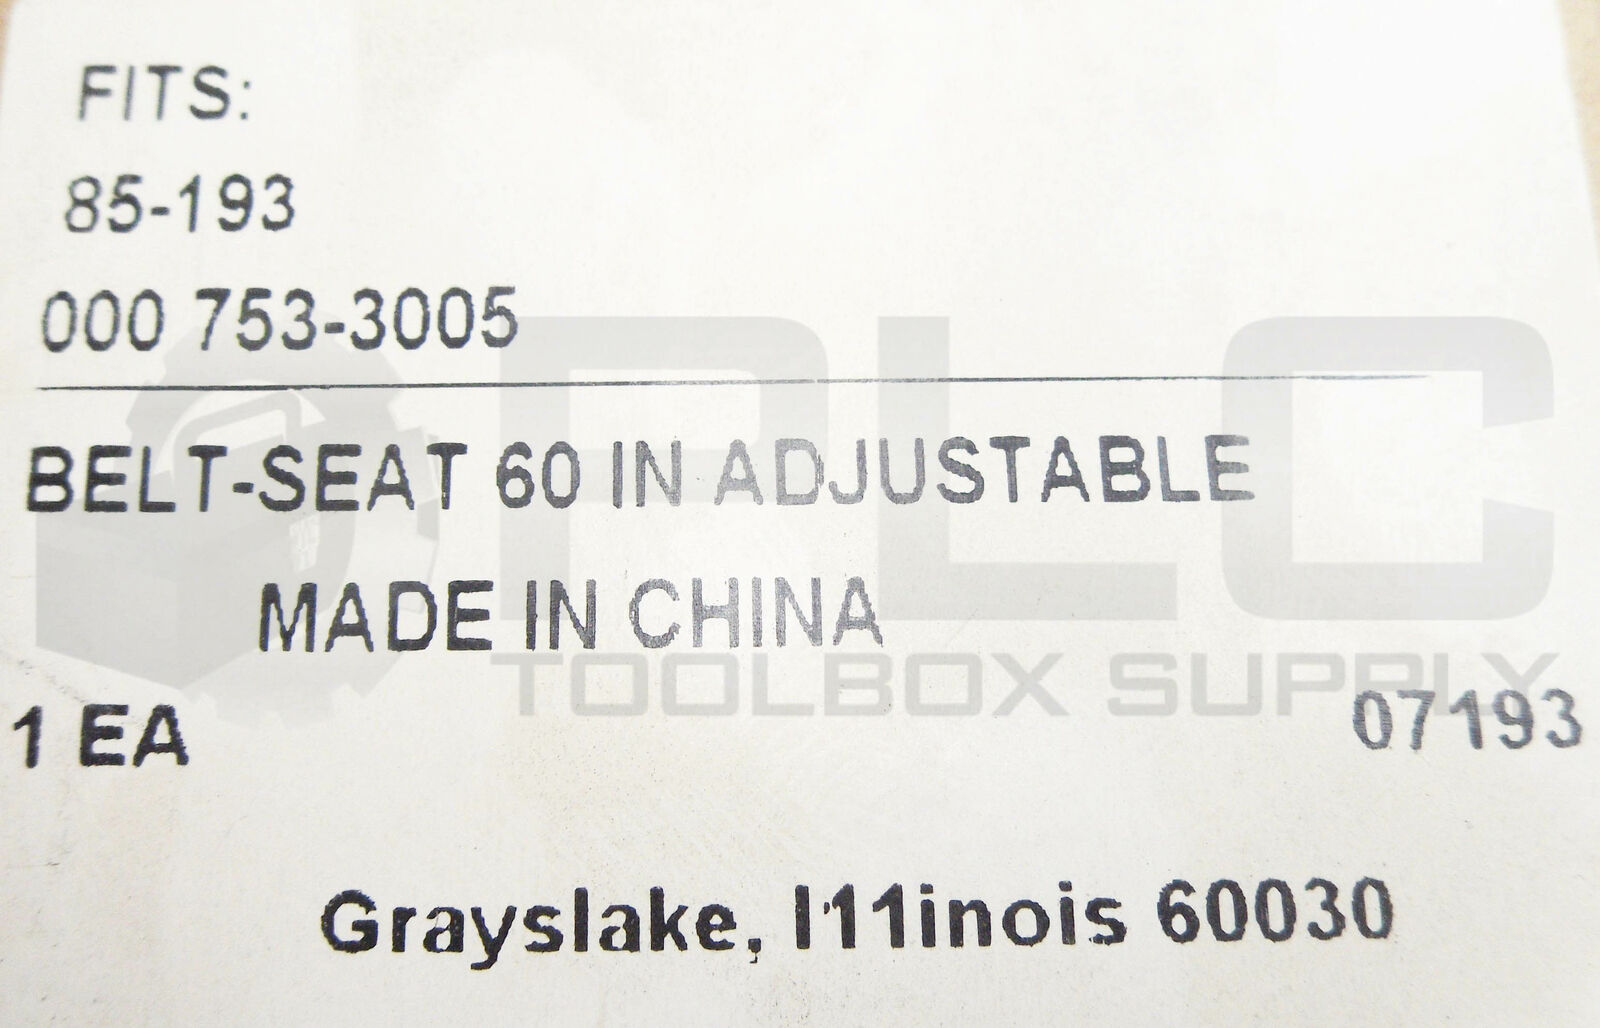 FITS:
85-193
000 753-3005
BELT-SEAT 60 IN ADJUSTABLE
MADE IN CHINA
1 EA
07193
Grayslake, I'11inois 60030
PLC
TOOLBOX SUPPLY